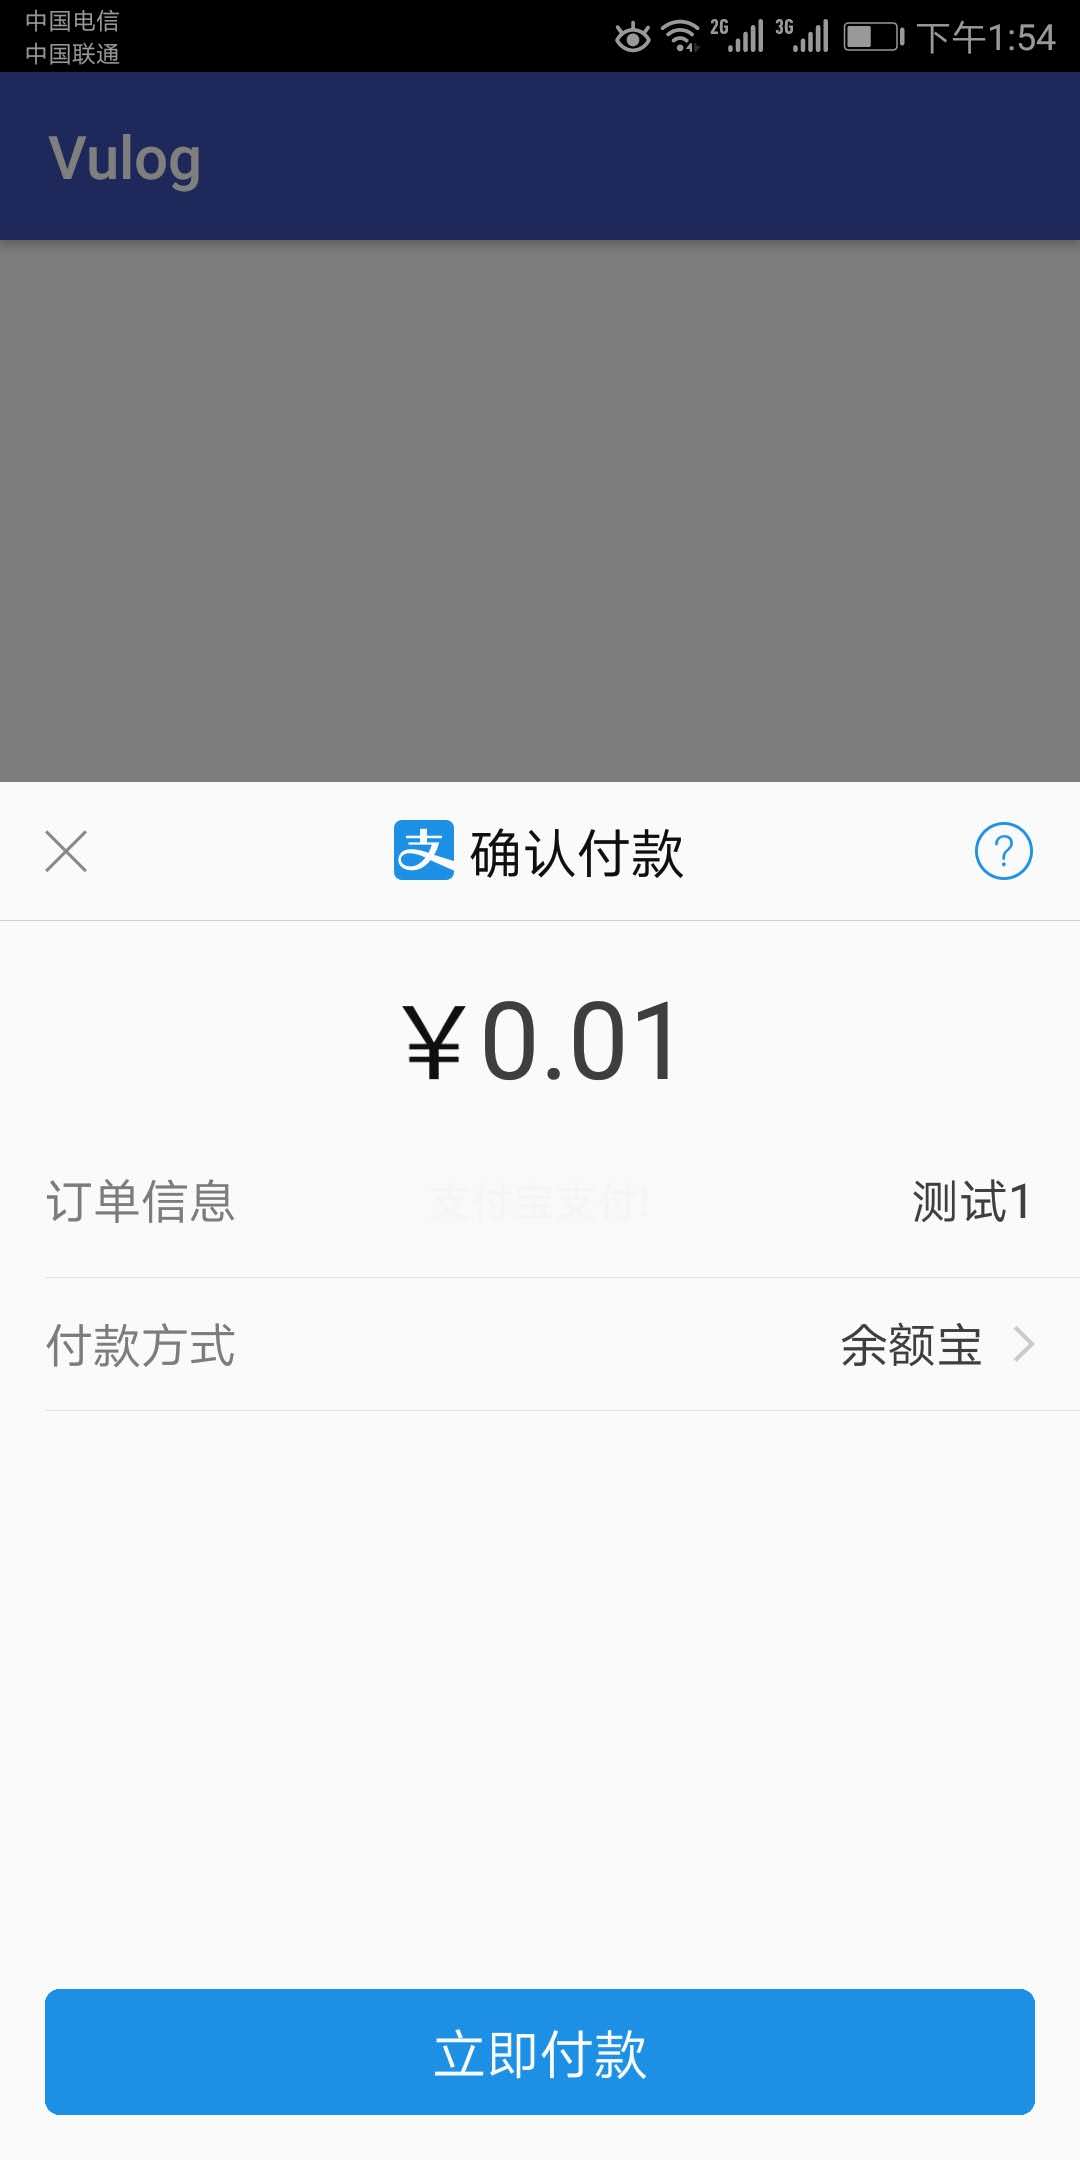 中国电信
中国联通
2G 3G 下午1:54
Vulog
支 确认付款 ?
¥0.01
订单信息 支付宝支付! 测试1
付款方式 余额宝
立即付款